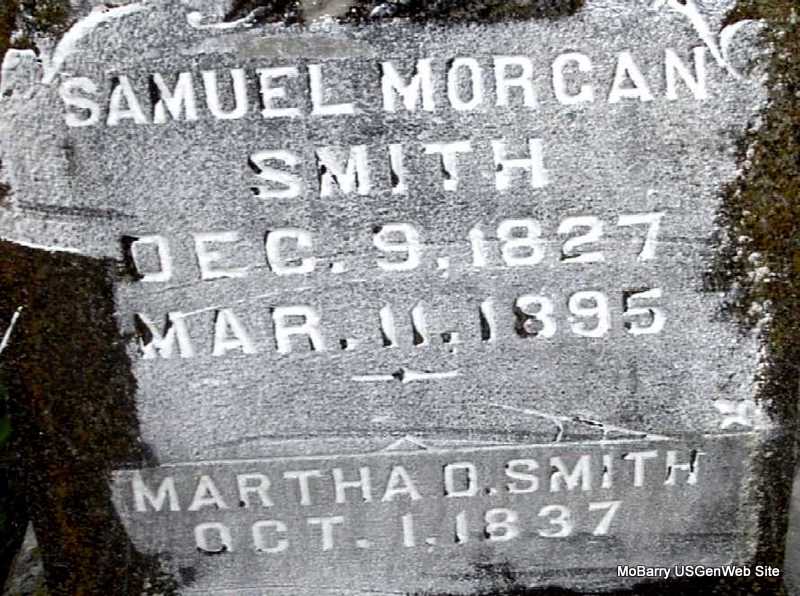 SAMUEL MORGAN
SMITH
DEC. 9, 1827
MAR. 11, 1895
MARTHA O. SMITH
OCT. 1, 1837
MoBarry USGenWeb Site